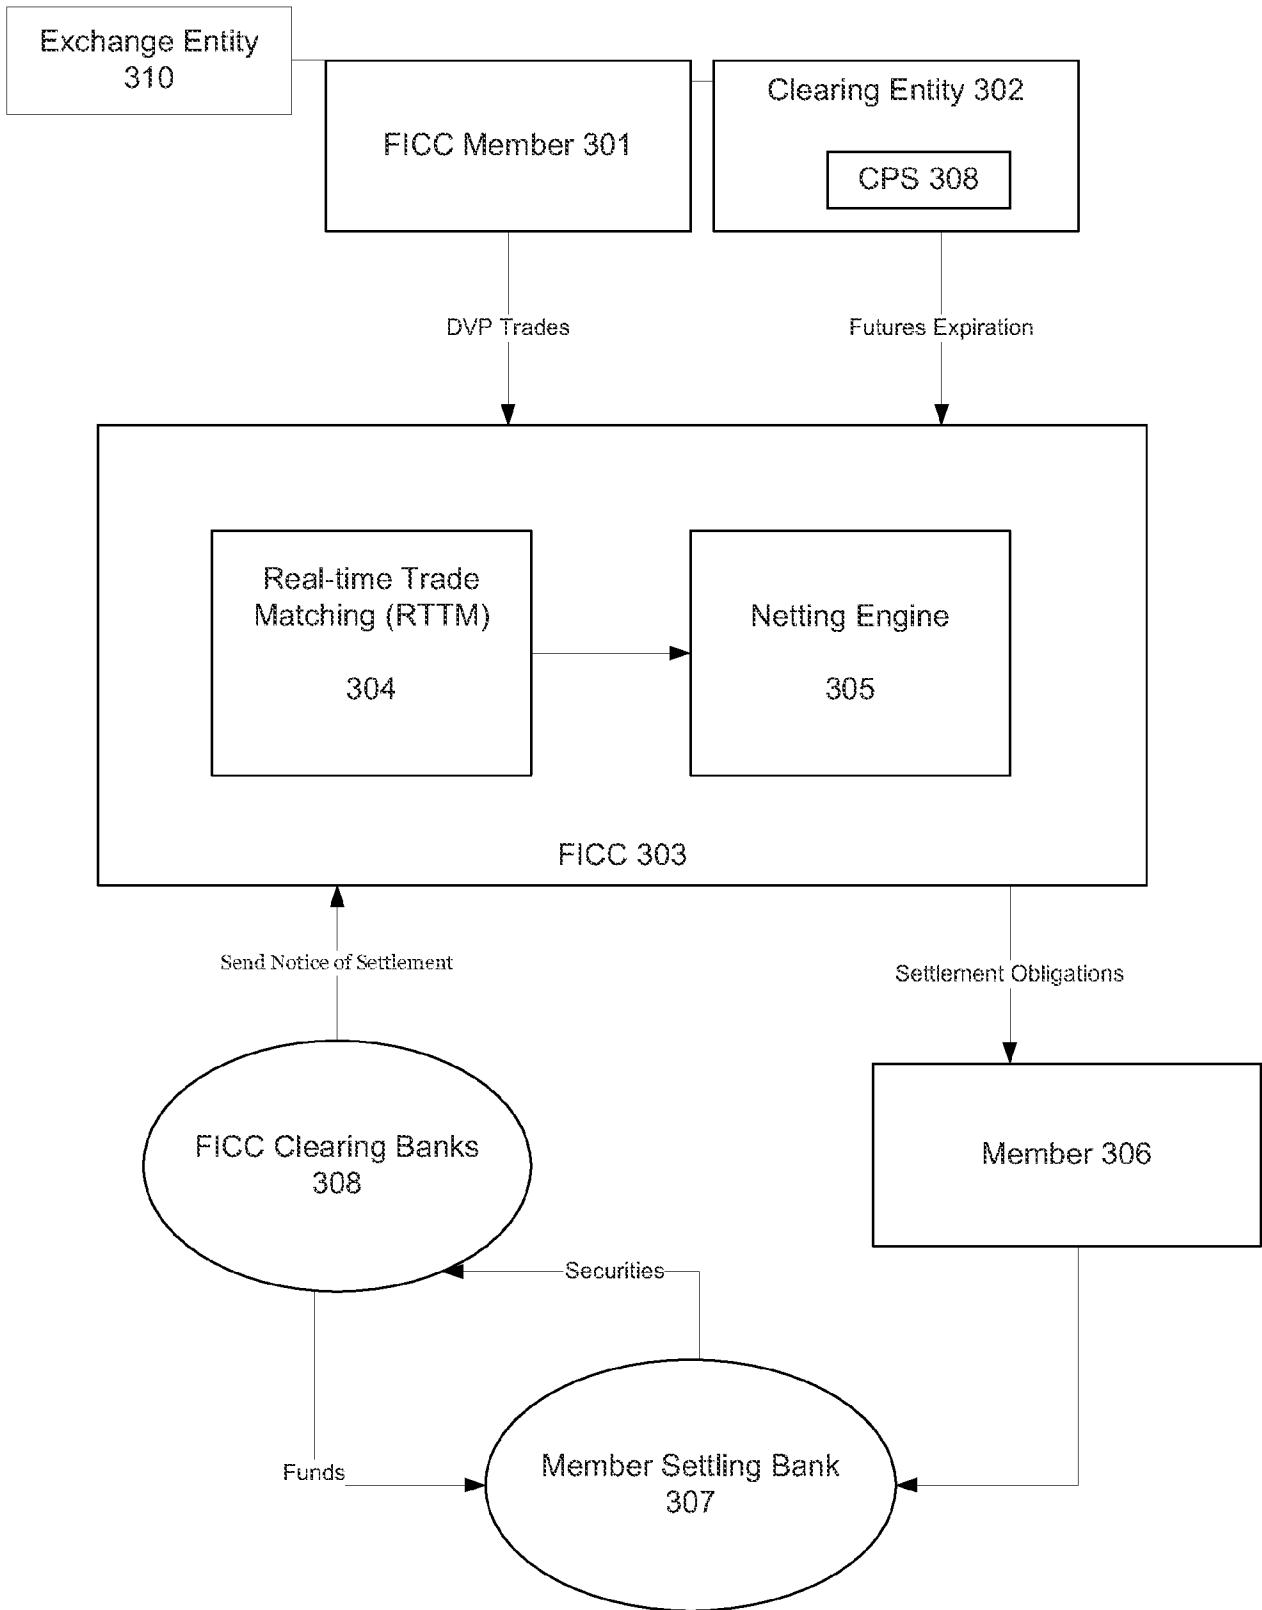 Exchange Entity
310
FICC Member 301
Clearing Entity 302
CPS 308
DVP Trades
Futures Expiration
Real-time Trade
Matching (RTTM)
304
Netting Engine
305
FICC 303
Send Notice of Settlement
Settlement Obligations
FICC Clearing Banks
308
Member 306
Securities
Funds
Member Settling Bank
307